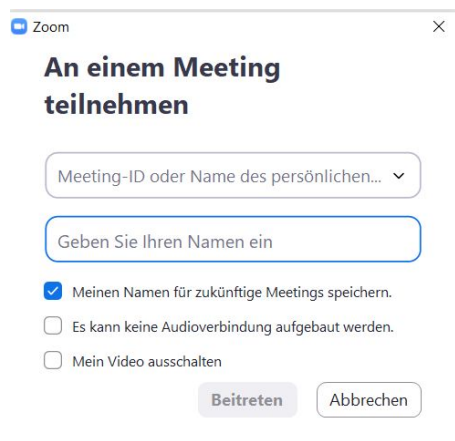 Zoom
An einem Meeting
teilnehmen
Meeting-ID oder Name des persönlichen...
Geben Sie Ihren Namen ein
Meinen Namen für zukünftige Meetings speichern.
Es kann keine Audioverbindung aufgebaut werden.
Mein Video ausschalten
Beitreten Abbrechen